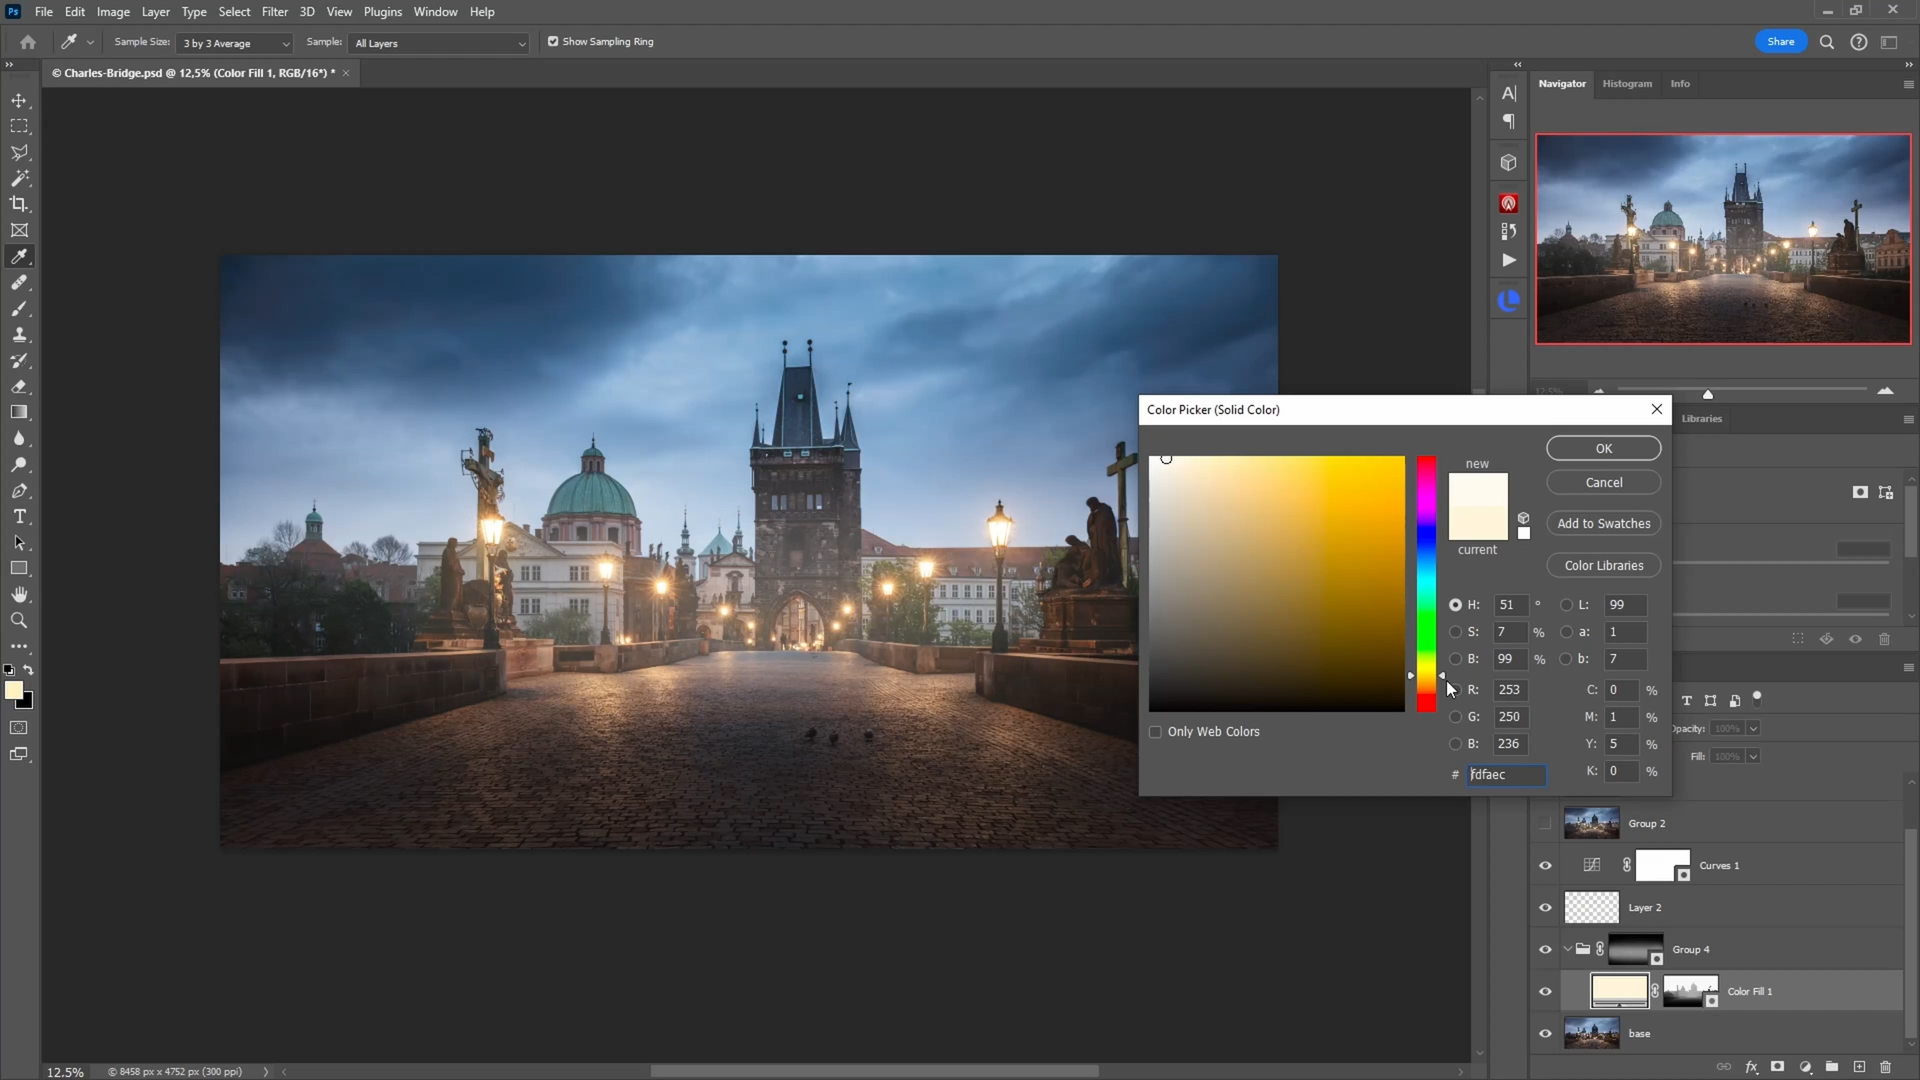 Ps File Edit Image Layer Type Select Filter 3D View Plugins Window Help
Sample Size: 3 by 3 Average Sample: All Layers Show Sampling Ring Share
© Charles-Bridge.psd @ 12,5% (Color Fill 1, RGB/16*) * ×
Navigator Histogram Info
12.5%
Libraries
Color Picker (Solid Color)
new
current
OK
Cancel
Add to Swatches
Color Libraries
H: 51 ° L: 99
S: 7 % a: 1
B: 99 % b: 7
R: 253 C: 0 %
G: 250 M: 1 %
B: 236 Y: 5 %
# fdfaec K: 0 %
Only Web Colors
Opacity: 100%
Fill: 100%
Group 2
Curves 1
Layer 2
Group 4
Color Fill 1
base
12.5% © 8458 px x 4752 px (300 ppi)